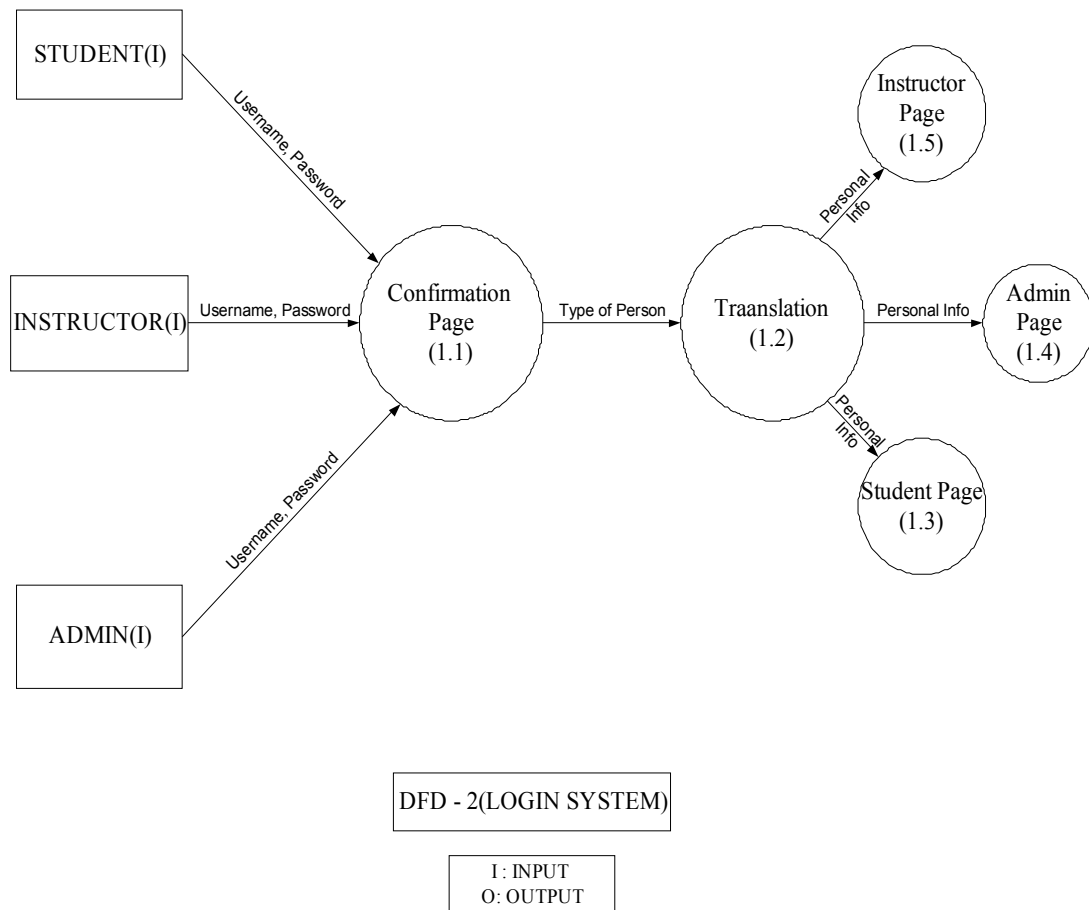 STUDENT(I)
Username, Password
INSTRUCTOR(I)
Username, Password
ADMIN(I)
Username, Password
Confirmation
Page
(1.1)
Type of Person
Traanslation
(1.2)
Personal
Info
Instructor
Page
(1.5)
Personal Info
Admin
Page
(1.4)
Personal
Info
Student Page
(1.3)
DFD - 2(LOGIN SYSTEM)
I : INPUT
O: OUTPUT